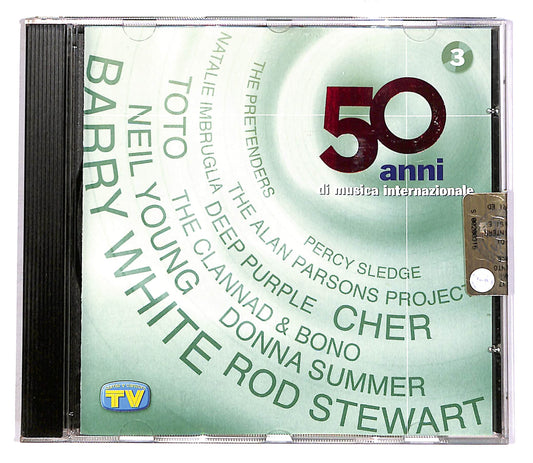 3
50
anni
di musica internazionale
THE PRETENDERS
NATALIE IMBRUGLIA
THE ALAN PARSONS PROJECT
PERCY SLEDGE
TOTO
DEEP PURPLE
CHER
NEIL YOUNG
THE CLANNAD & BONO
DONNA SUMMER
BARRY WHITE
ROD STEWART
TV